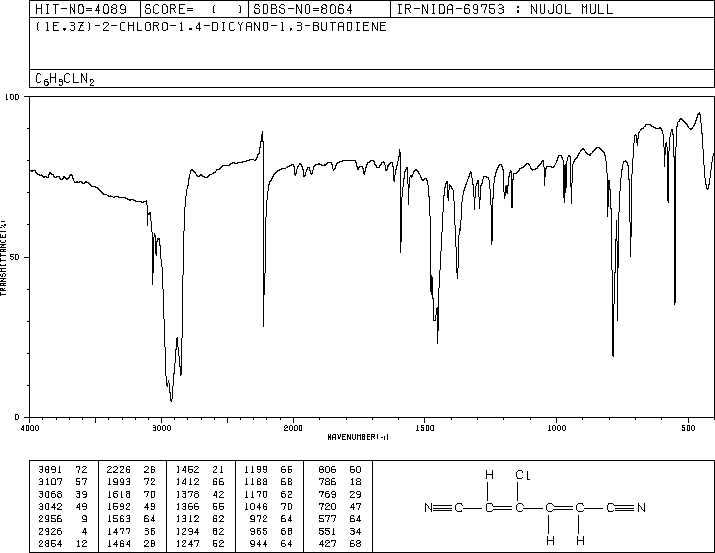 HIT-NO=4089 SCORE= ( ) SDBS-NO=8064 IR-NIDA-69753 : NUJOL MULL
(1E,3Z)-2-CHLORO-1,4-DICYANO-1,3-BUTADIENE
C6H3CLN2
100
50
0
TRANSMITTANCE(%)
4000 3000 2000 1500 1000 500
WAVENUMBER(-1)
3891 72 2226 26 1462 21 1199 66 806 60
3107 57 1993 72 1412 66 1188 68 786 18
3068 39 1618 70 1378 42 1170 62 769 29
3042 49 1592 49 1366 55 1046 70 720 47
2956 9 1563 64 1312 62 972 64 577 64
2926 4 1477 36 1294 62 965 68 551 34
2854 12 1464 28 1247 52 944 64 427 68
H Cl
N C C C C C C N
H H